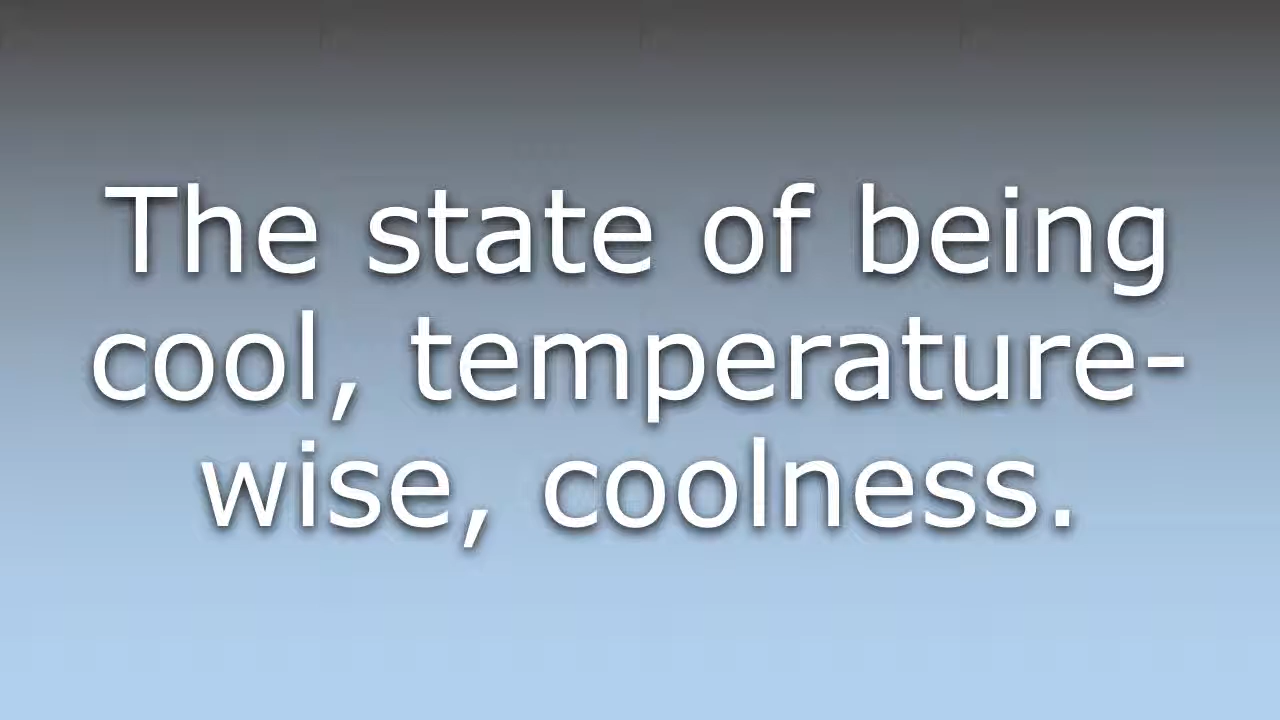 The state of being
cool, temperature-
wise, coolness.